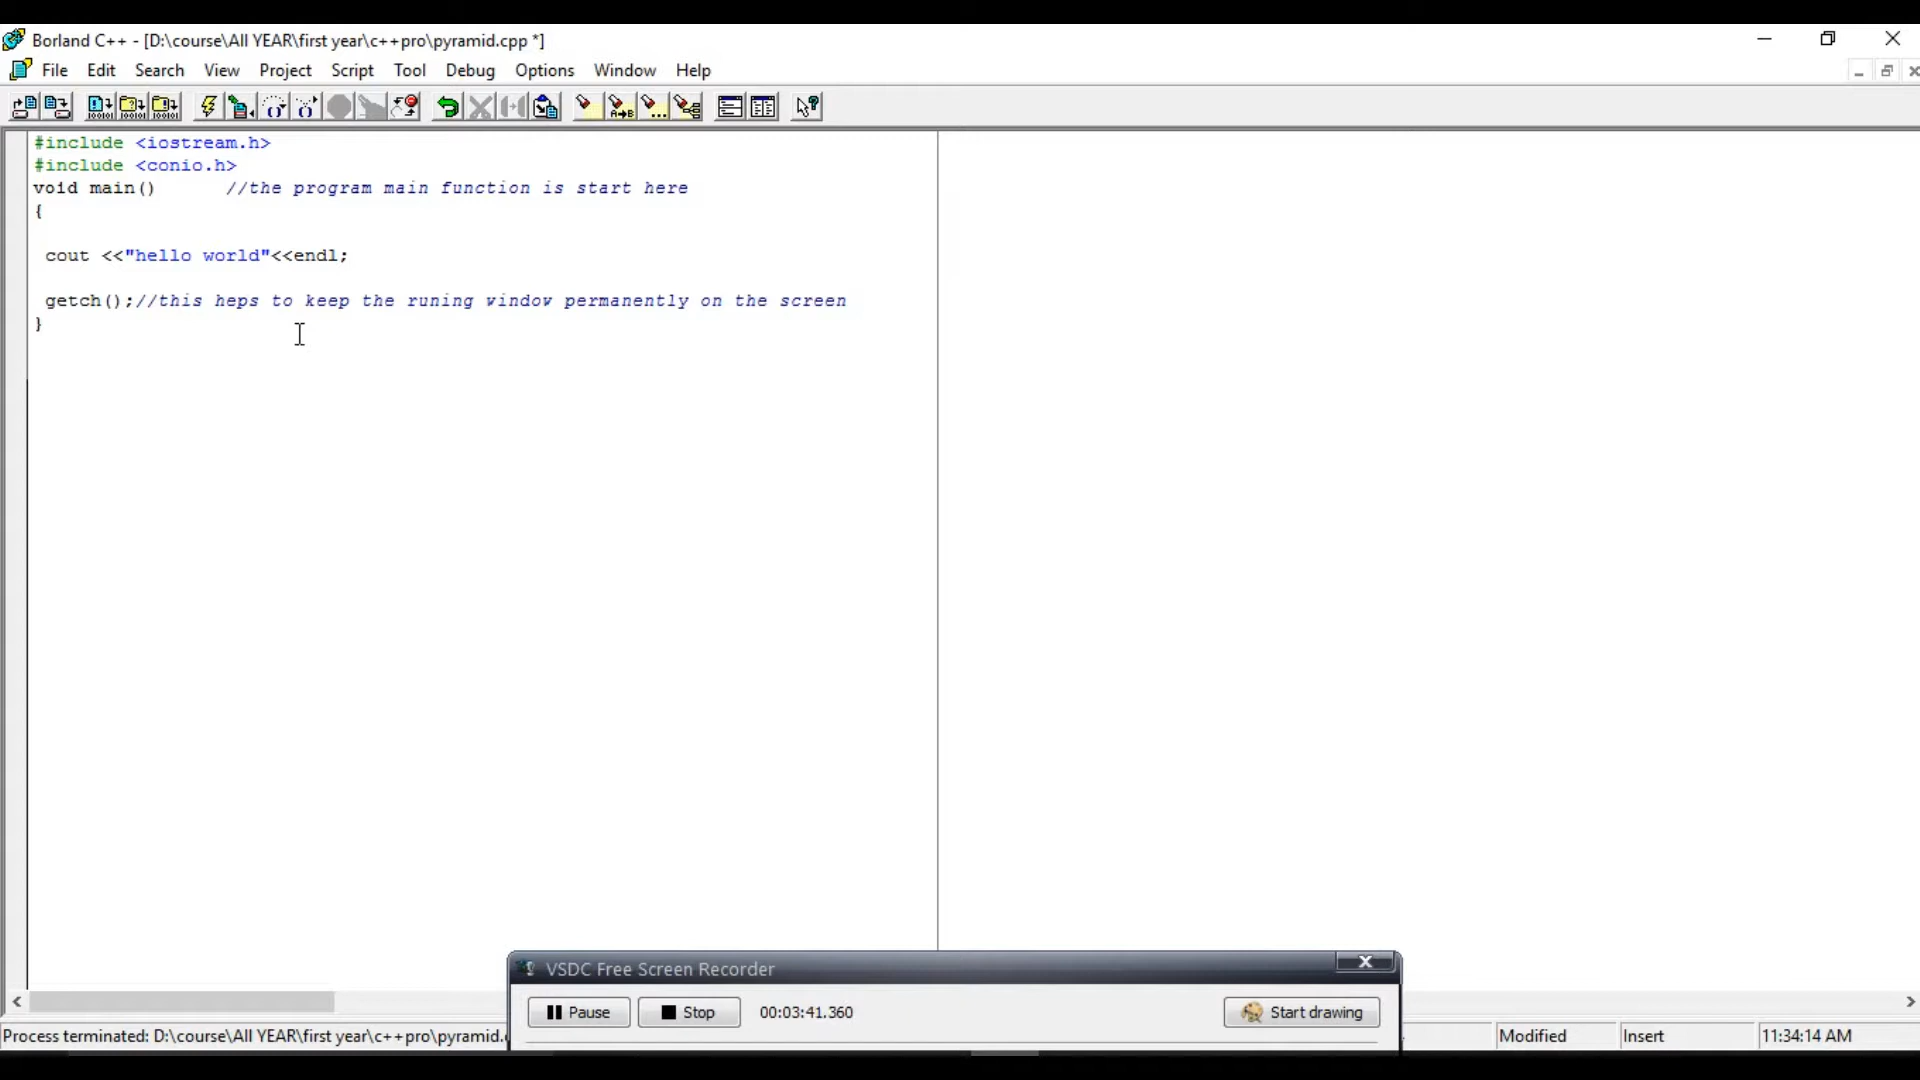 Borland C++ - [D:\course\All YEAR\first year\c++pro\pyramid.cpp *]
File Edit Search View Project Script Tool Debug Options Window Help
#include <iostream.h>
#include <conio.h>
void main() //the program main function is start here
{
cout <<"hello world"<<endl;
getch();//this heps to keep the runing window permanently on the screen
}
VSDC Free Screen Recorder
Pause Stop 00:03:41.360 Start drawing
Process terminated: D:\course\All YEAR\first year\c++pro\pyramid. Modified Insert 11:34:14 AM